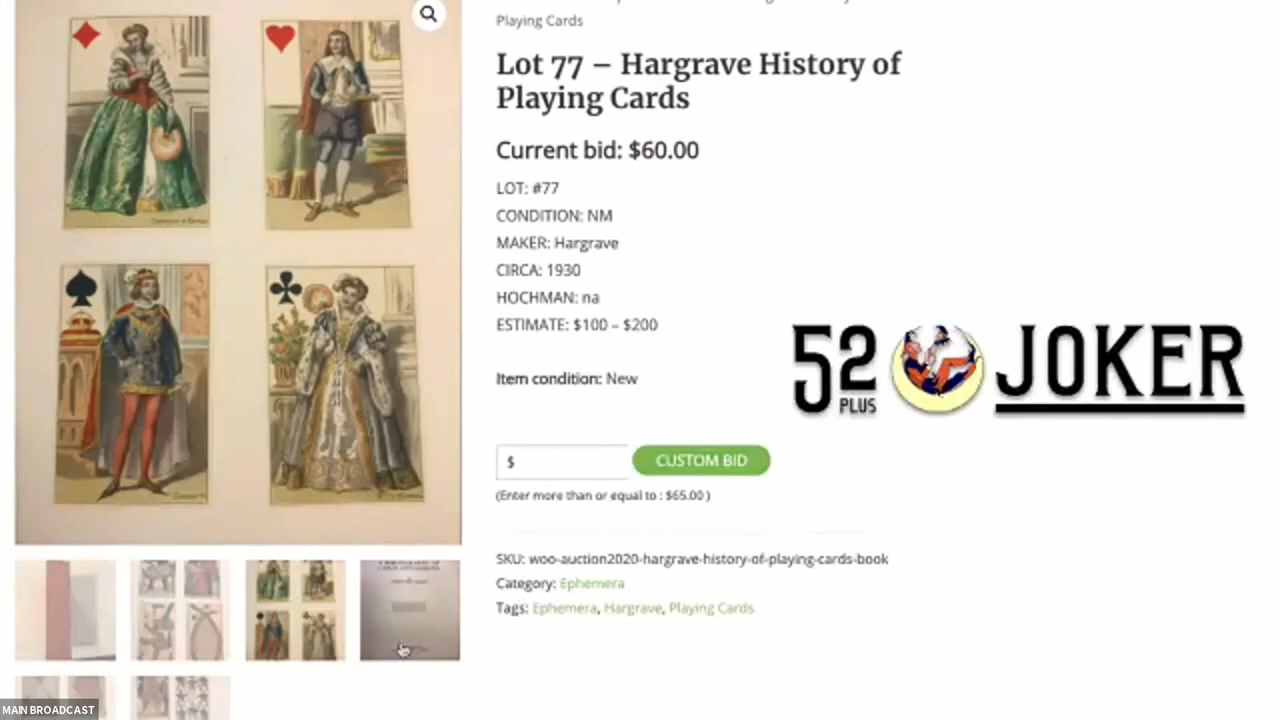 Playing Cards
Lot 77 – Hargrave History of
Playing Cards
Current bid: $60.00
LOT: #77
CONDITION: NM
MAKER: Hargrave
CIRCA: 1930
HOCHMAN: na
ESTIMATE: $100 – $200
52 PLUS JOKER
Item condition: New
$
CUSTOM BID
(Enter more than or equal to : $65.00 )
SKU: woo-auction2020-hargrave-history-of-playing-cards-book
Category: Ephemera
Tags: Ephemera, Hargrave, Playing Cards
MAIN BROADCAST